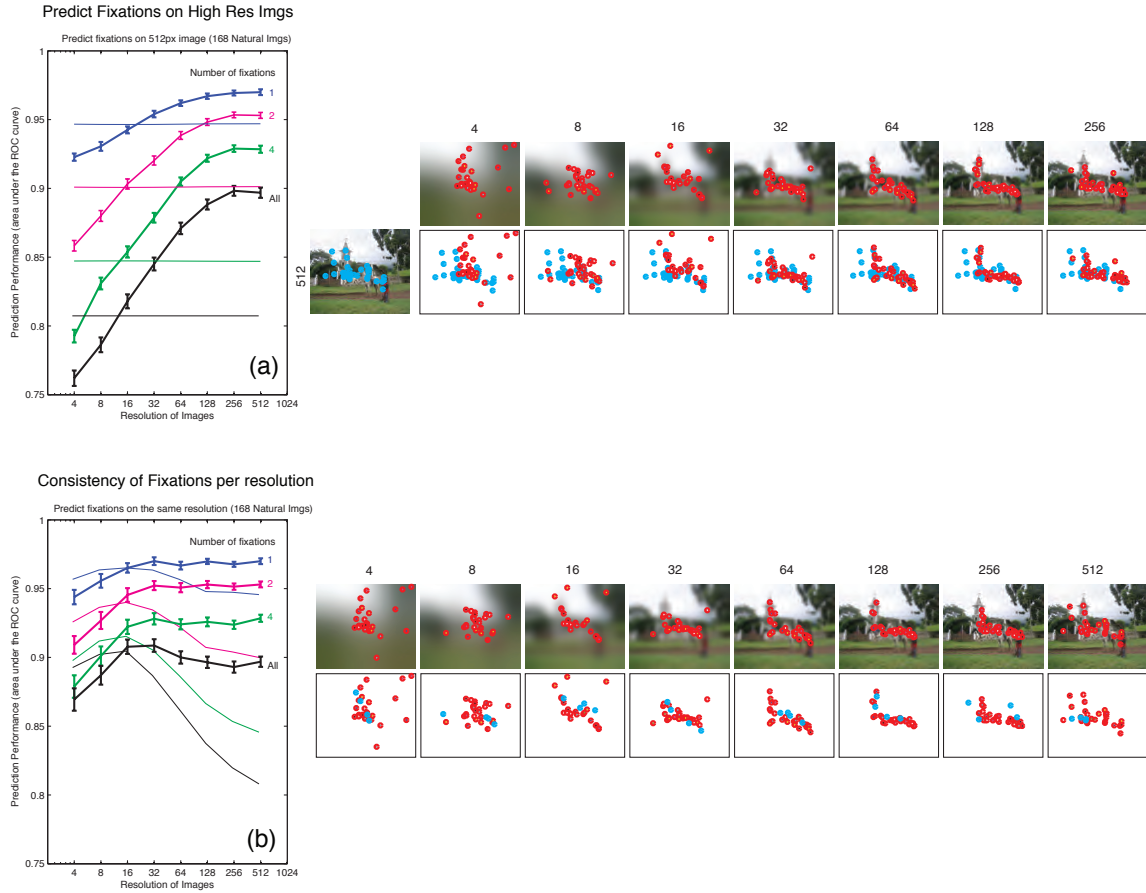 Predict Fixations on High Res Imgs
Predict fixations on 512px image (168 Natural Imgs)
Prediction Performance (area under the ROC curve)
1
0.95
0.9
0.85
0.8
0.75
Number of fixations
1
2
4
All
(a)
4 8 16 32 64 128 256 512 1024
Resolution of Images
4 8 16 32 64 128 256
512
Consistency of Fixations per resolution
Predict fixations on the same resolution (168 Natural Imgs)
Prediction Performance (area under the ROC curve)
1
0.95
0.9
0.85
0.8
0.75
Number of fixations
1
2
4
All
(b)
4 8 16 32 64 128 256 512 1024
Resolution of Images
4 8 16 32 64 128 256 512